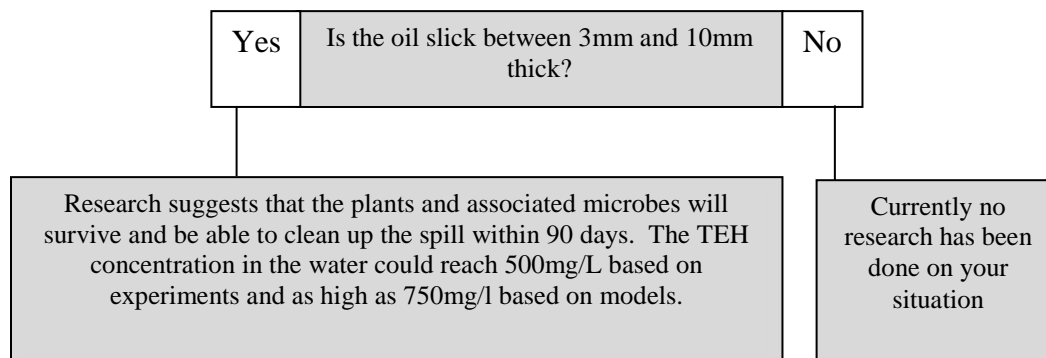 Yes
Is the oil slick between 3mm and 10mm
thick?
No
Research suggests that the plants and associated microbes will
survive and be able to clean up the spill within 90 days.  The TEH
concentration in the water could reach 500mg/L based on
experiments and as high as 750mg/l based on models.
Currently no
research has been
done on your
situation